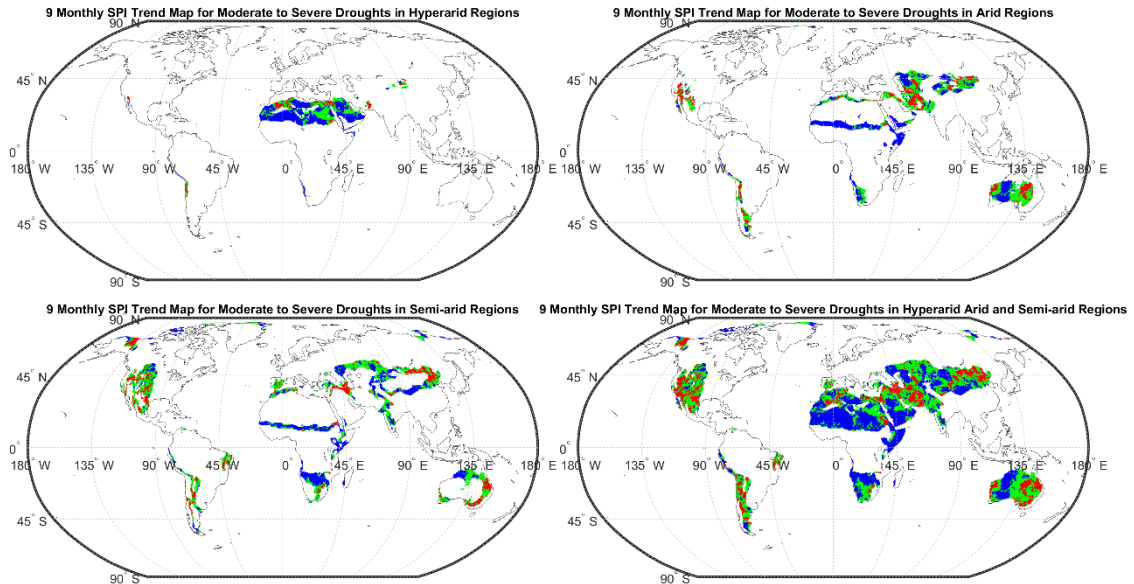 9 Monthly SPI Trend Map for Moderate to Severe Droughts in Hyperarid Regions
90° N
45° N
0°
180° W 135° W 90° W 45° W 0° 45° E 90° E 135° E 180° E
45° S
90° S
9 Monthly SPI Trend Map for Moderate to Severe Droughts in Arid Regions
90° N
45° N
0°
180° W 135° W 90° W 45° W 0° 45° E 90° E 135° E 180° E
45° S
90° S
9 Monthly SPI Trend Map for Moderate to Severe Droughts in Semi-arid Regions
90° N
45° N
0°
180° W 135° W 90° W 45° W 0° 45° E 90° E 135° E 180° E
45° S
90° S
9 Monthly SPI Trend Map for Moderate to Severe Droughts in Hyperarid Arid and Semi-arid Regions
90° N
45° N
0°
180° W 135° W 90° W 45° W 0° 45° E 90° E 135° E 180° E
45° S
90° S